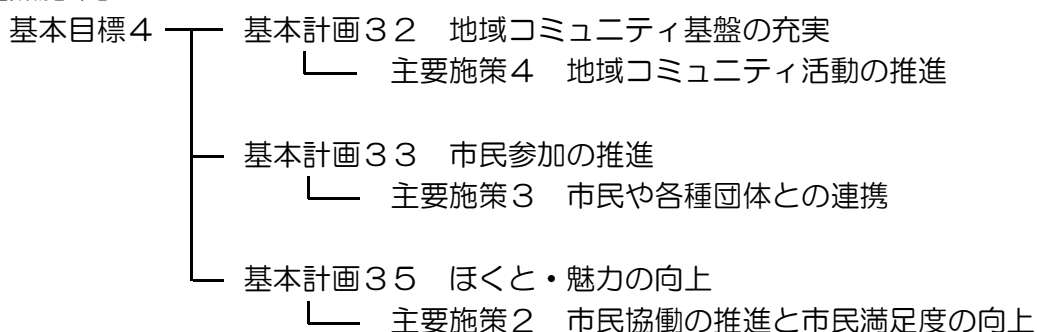 基本目標4 基本計画32 地域コミュニティ基盤の充実
主要施策4 地域コミュニティ活動の推進
基本計画33 市民参加の推進
主要施策3 市民や各種団体との連携
基本計画35 ほくと・魅力の向上
主要施策2 市民協働の推進と市民満足度の向上